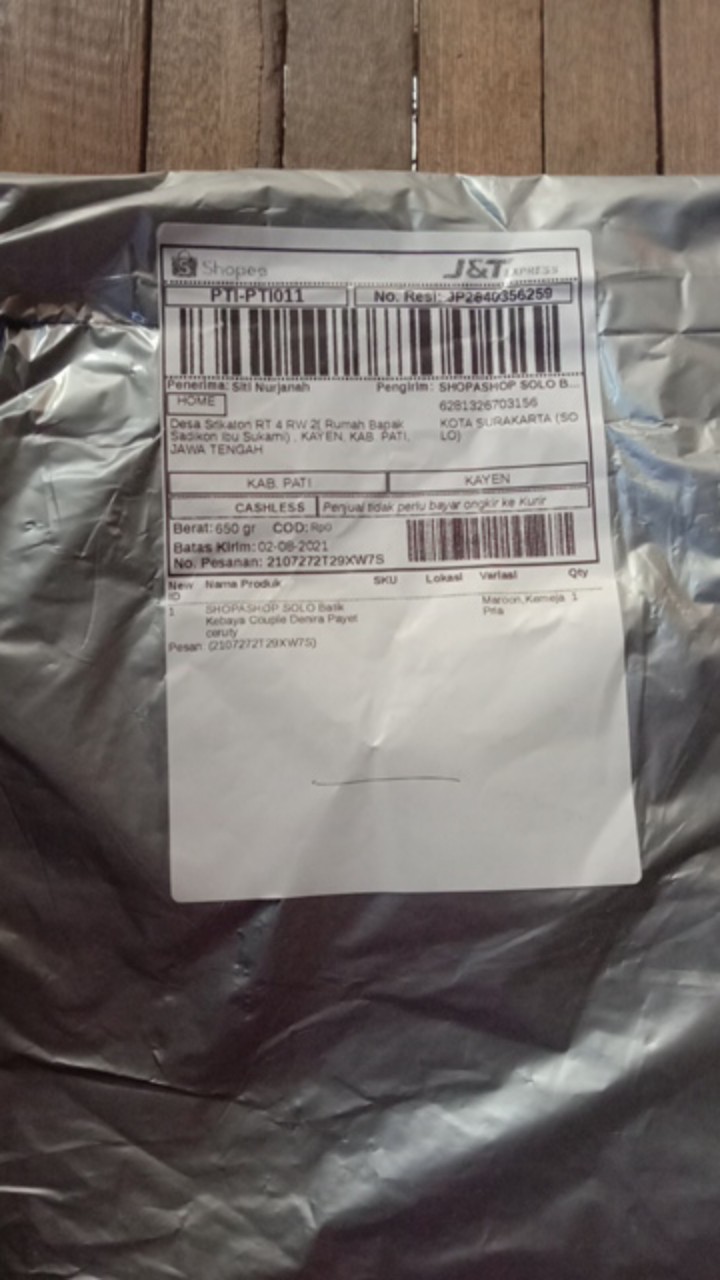 Shopee J&T EXPRESS
PTI-PTI011 No. Resi: JP2840356259
Penerima: Siti Nurjanah Pengirim: SHOPASHOP SOLO B...
HOME 6281326703156
Desa Srikaton RT 4 RW 2( Rumah Bapak KOTA SURAKARTA (SO
Sadikon Ibu Sukarni) , KAYEN, KAB. PATI, LO)
JAWA TENGAH
KAB. PATI KAYEN
CASHLESS Penjual tidak perlu bayar ongkir ke Kurir
Berat: 650 gr COD: Rp0
Batas Kirim: 02-08-2021
No. Pesanan: 2107272T29XW7S
New Nama Produk SKU Lokasi Variasi Qty
ID
1 SHOPASHOP SOLO Batik Maroon,Kemeja 1
Kebaya Couple Denira Payet Pria
ceruty
Pesan: (2107272T29XW7S)